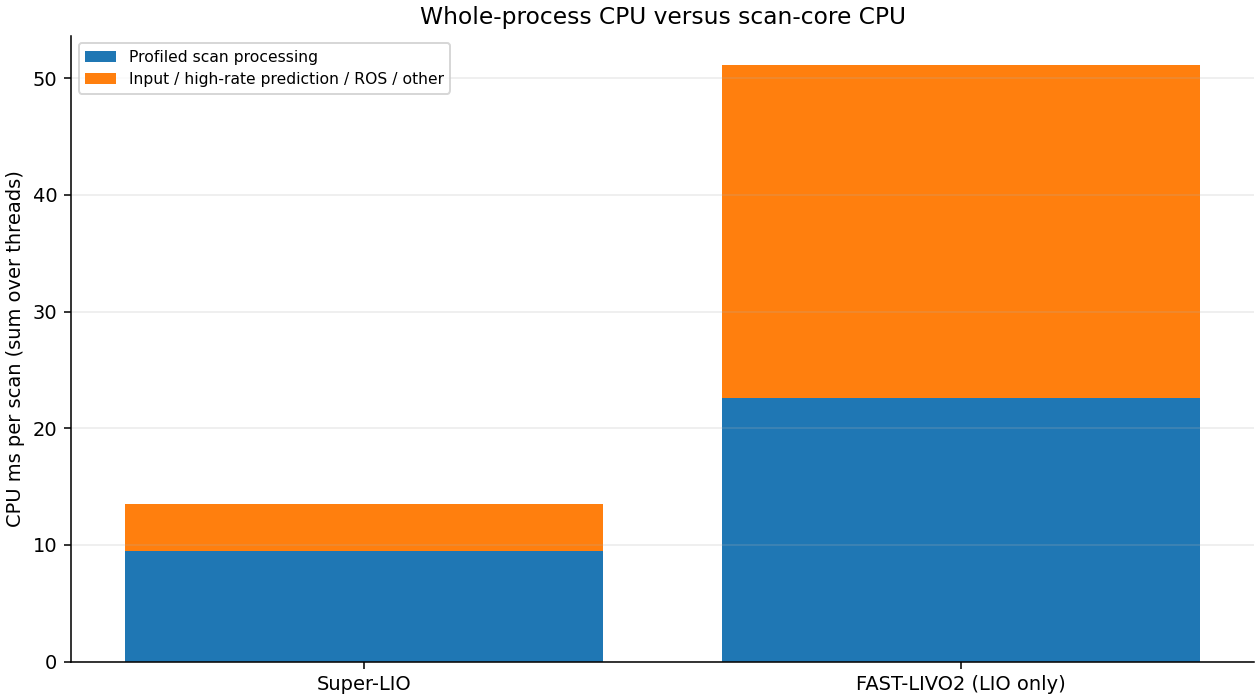 Whole-process CPU versus scan-core CPU
Profiled scan processing
Input / high-rate prediction / ROS / other
CPU ms per scan (sum over threads)
50
40
30
20
10
0
Super-LIO
FAST-LIVO2 (LIO only)